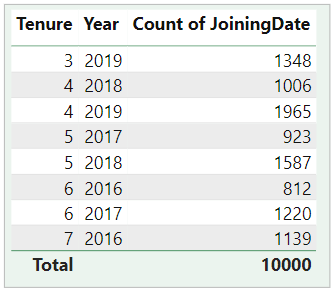 Tenure Year Count of JoiningDate
3 2019 1348
4 2018 1006
4 2019 1965
5 2017 923
5 2018 1587
6 2016 812
6 2017 1220
7 2016 1139
Total 10000